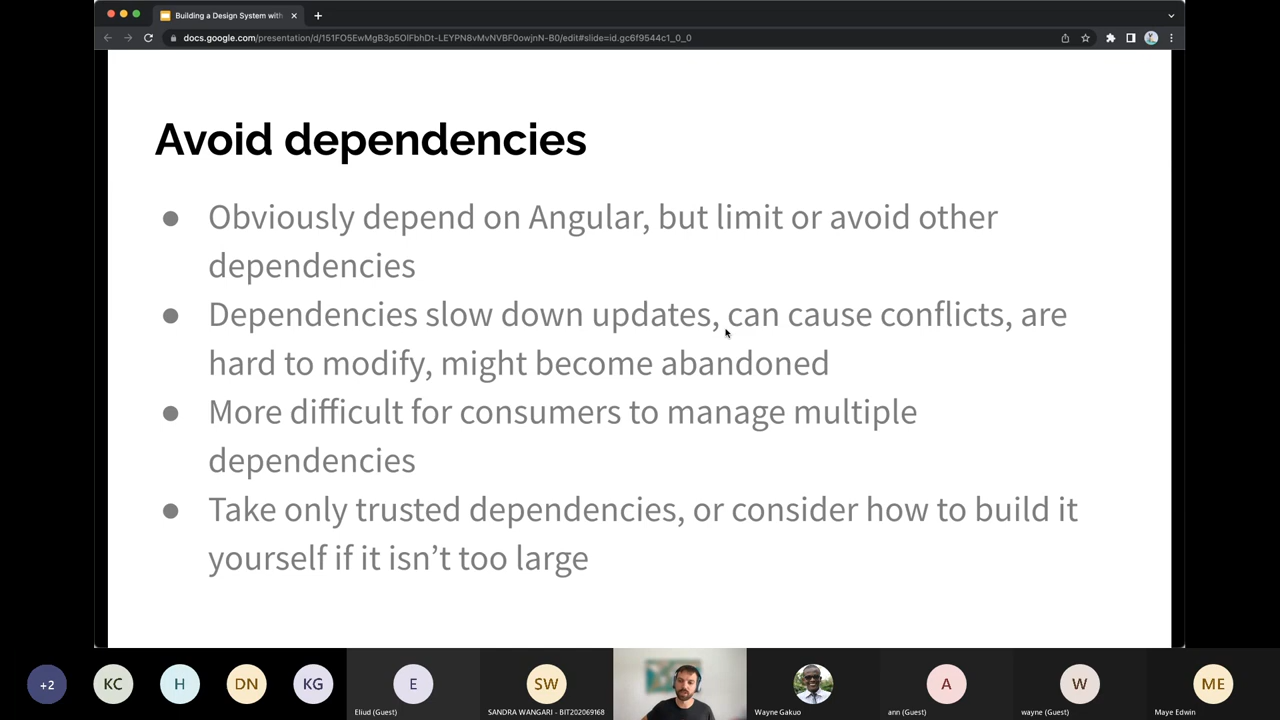 Building a Design System with
docs.google.com/presentation/d/151FO5EwMgB3p5OIFbhDt-LEYPN8vMvNVBF0owjnN-B0/edit#slide=id.gc6f9544c1_0_0
Avoid dependencies
● Obviously depend on Angular, but limit or avoid other
dependencies
● Dependencies slow down updates, can cause conflicts, are
hard to modify, might become abandoned
● More difficult for consumers to manage multiple
dependencies
● Take only trusted dependencies, or consider how to build it
yourself if it isn’t too large
+2 KC H DN KG E SW A W ME
Eliud (Guest) SANDRA WANGARI - BIT202069168 Wayne Gakuo ann (Guest) wayne (Guest) Maye Edwin